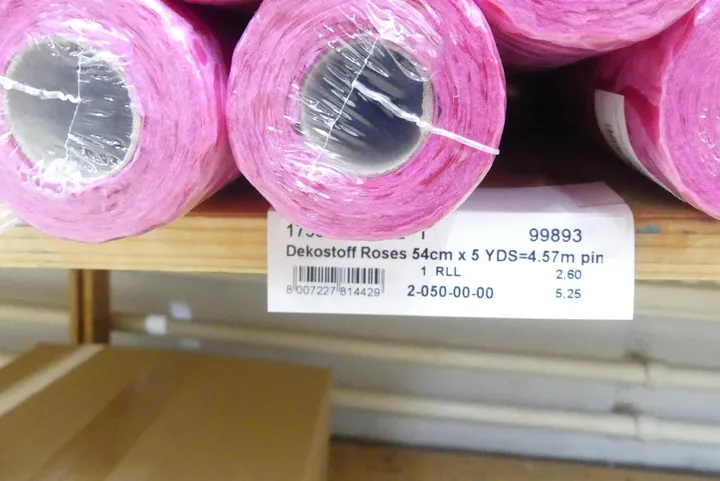 99893
Dekostoff Roses 54cm x 5 YDS=4.57m pin
1 RLL 2,60
8 007227 814429 2-050-00-00 5,25